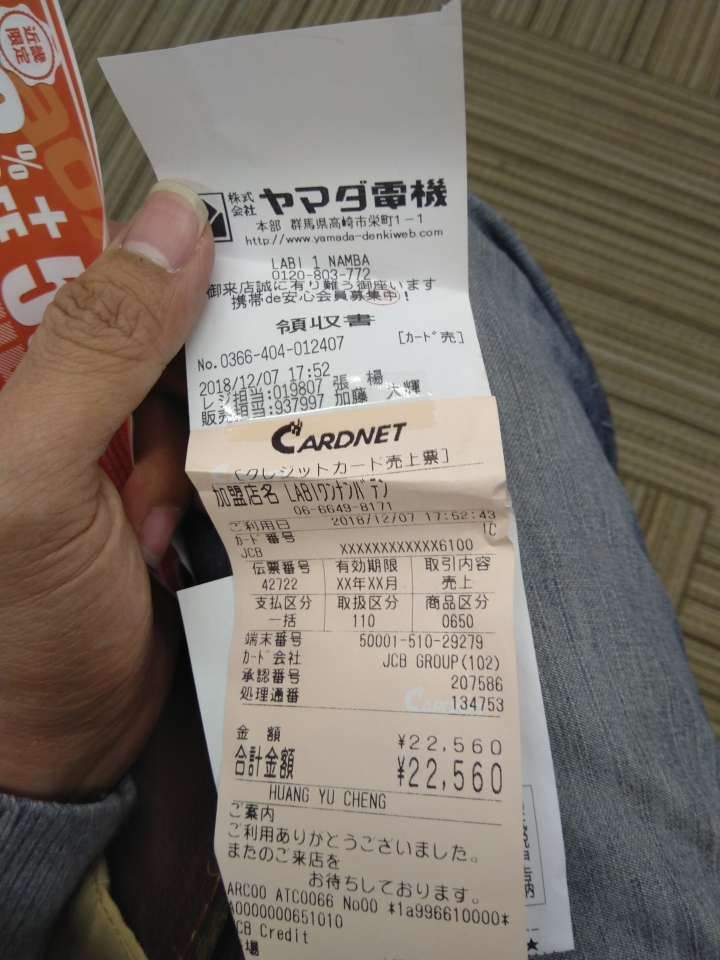 近畿
限定
%
株式
会社 ヤマダ電機
本部 群馬県高崎市栄町1-1
http://www.yamada-denkiweb.com
LABI 1 NAMBA
0120-803-772
御来店誠に有り難う御座います
携帯de安心会員募集中!
領収書
[カード売]
No.0366-404-012407
2018/12/07 17:52
レジ担当:019807 張 楊
販売担当:937997 加藤 大輝
CARDNET
[クレジットカード売上票]
加盟店名 LABIワンナンバテン
06-6649-8171
ご利用日 2018/12/07 17:52:43
カード番号 IC
JCB XXXXXXXXXXXX6100
伝票番号 有効期限 取引内容
42722 XX年XX月 売上
支払区分 取扱区分 商品区分
一括 110 0650
端末番号 50001-510-29279
カード会社 JCB GROUP(102)
承認番号 207586
処理通番 134753
金 額 ¥22,560
合計金額 ¥22,560
HUANG YU CHENG
ご案内
ご利用ありがとうございました。
またのご来店を
お待ちしております。
ARC00 ATC0066 No00 *1a996610000*
A0000000651010
JCB Credit
場